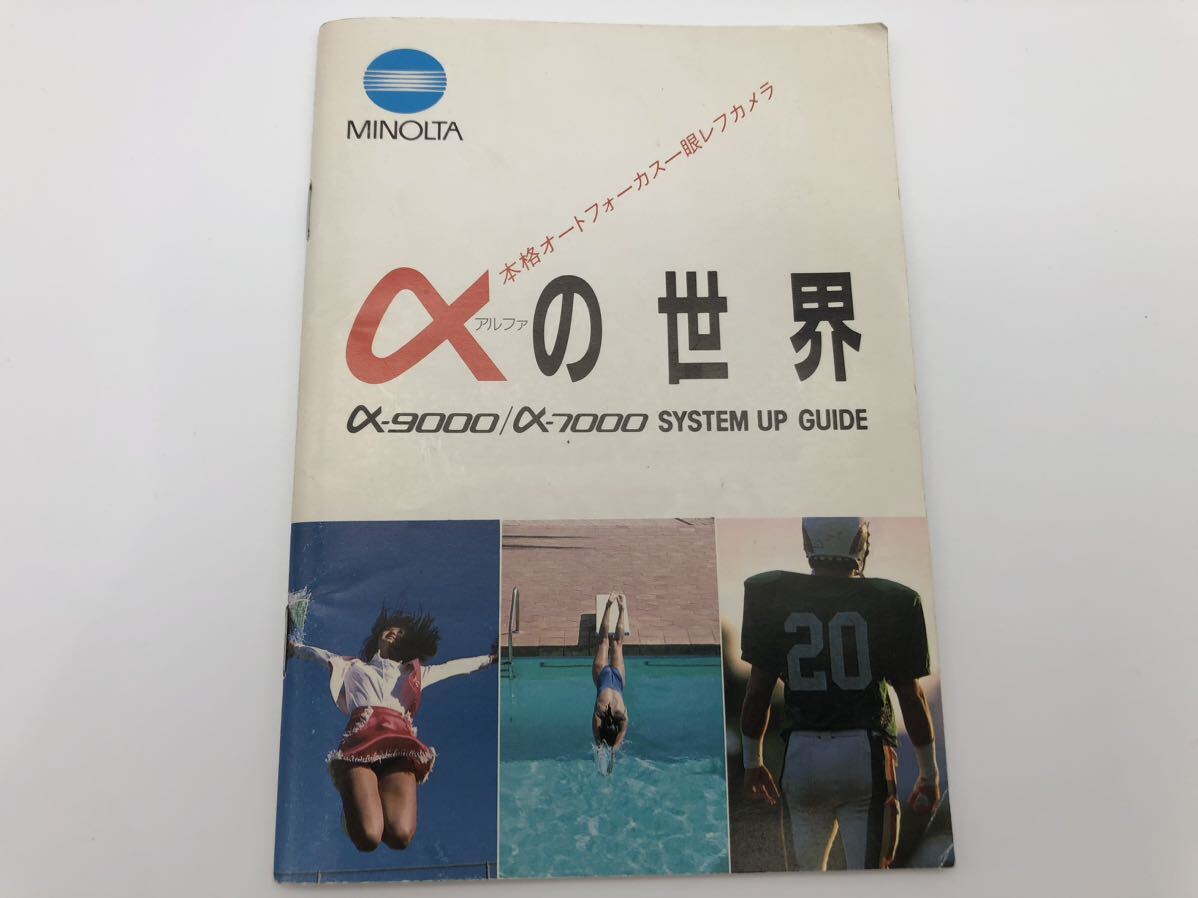 MINOLTA
本格オートフォーカス一眼レフカメラ
αの世界
アルファ
α-9000/α-7000 SYSTEM UP GUIDE
20